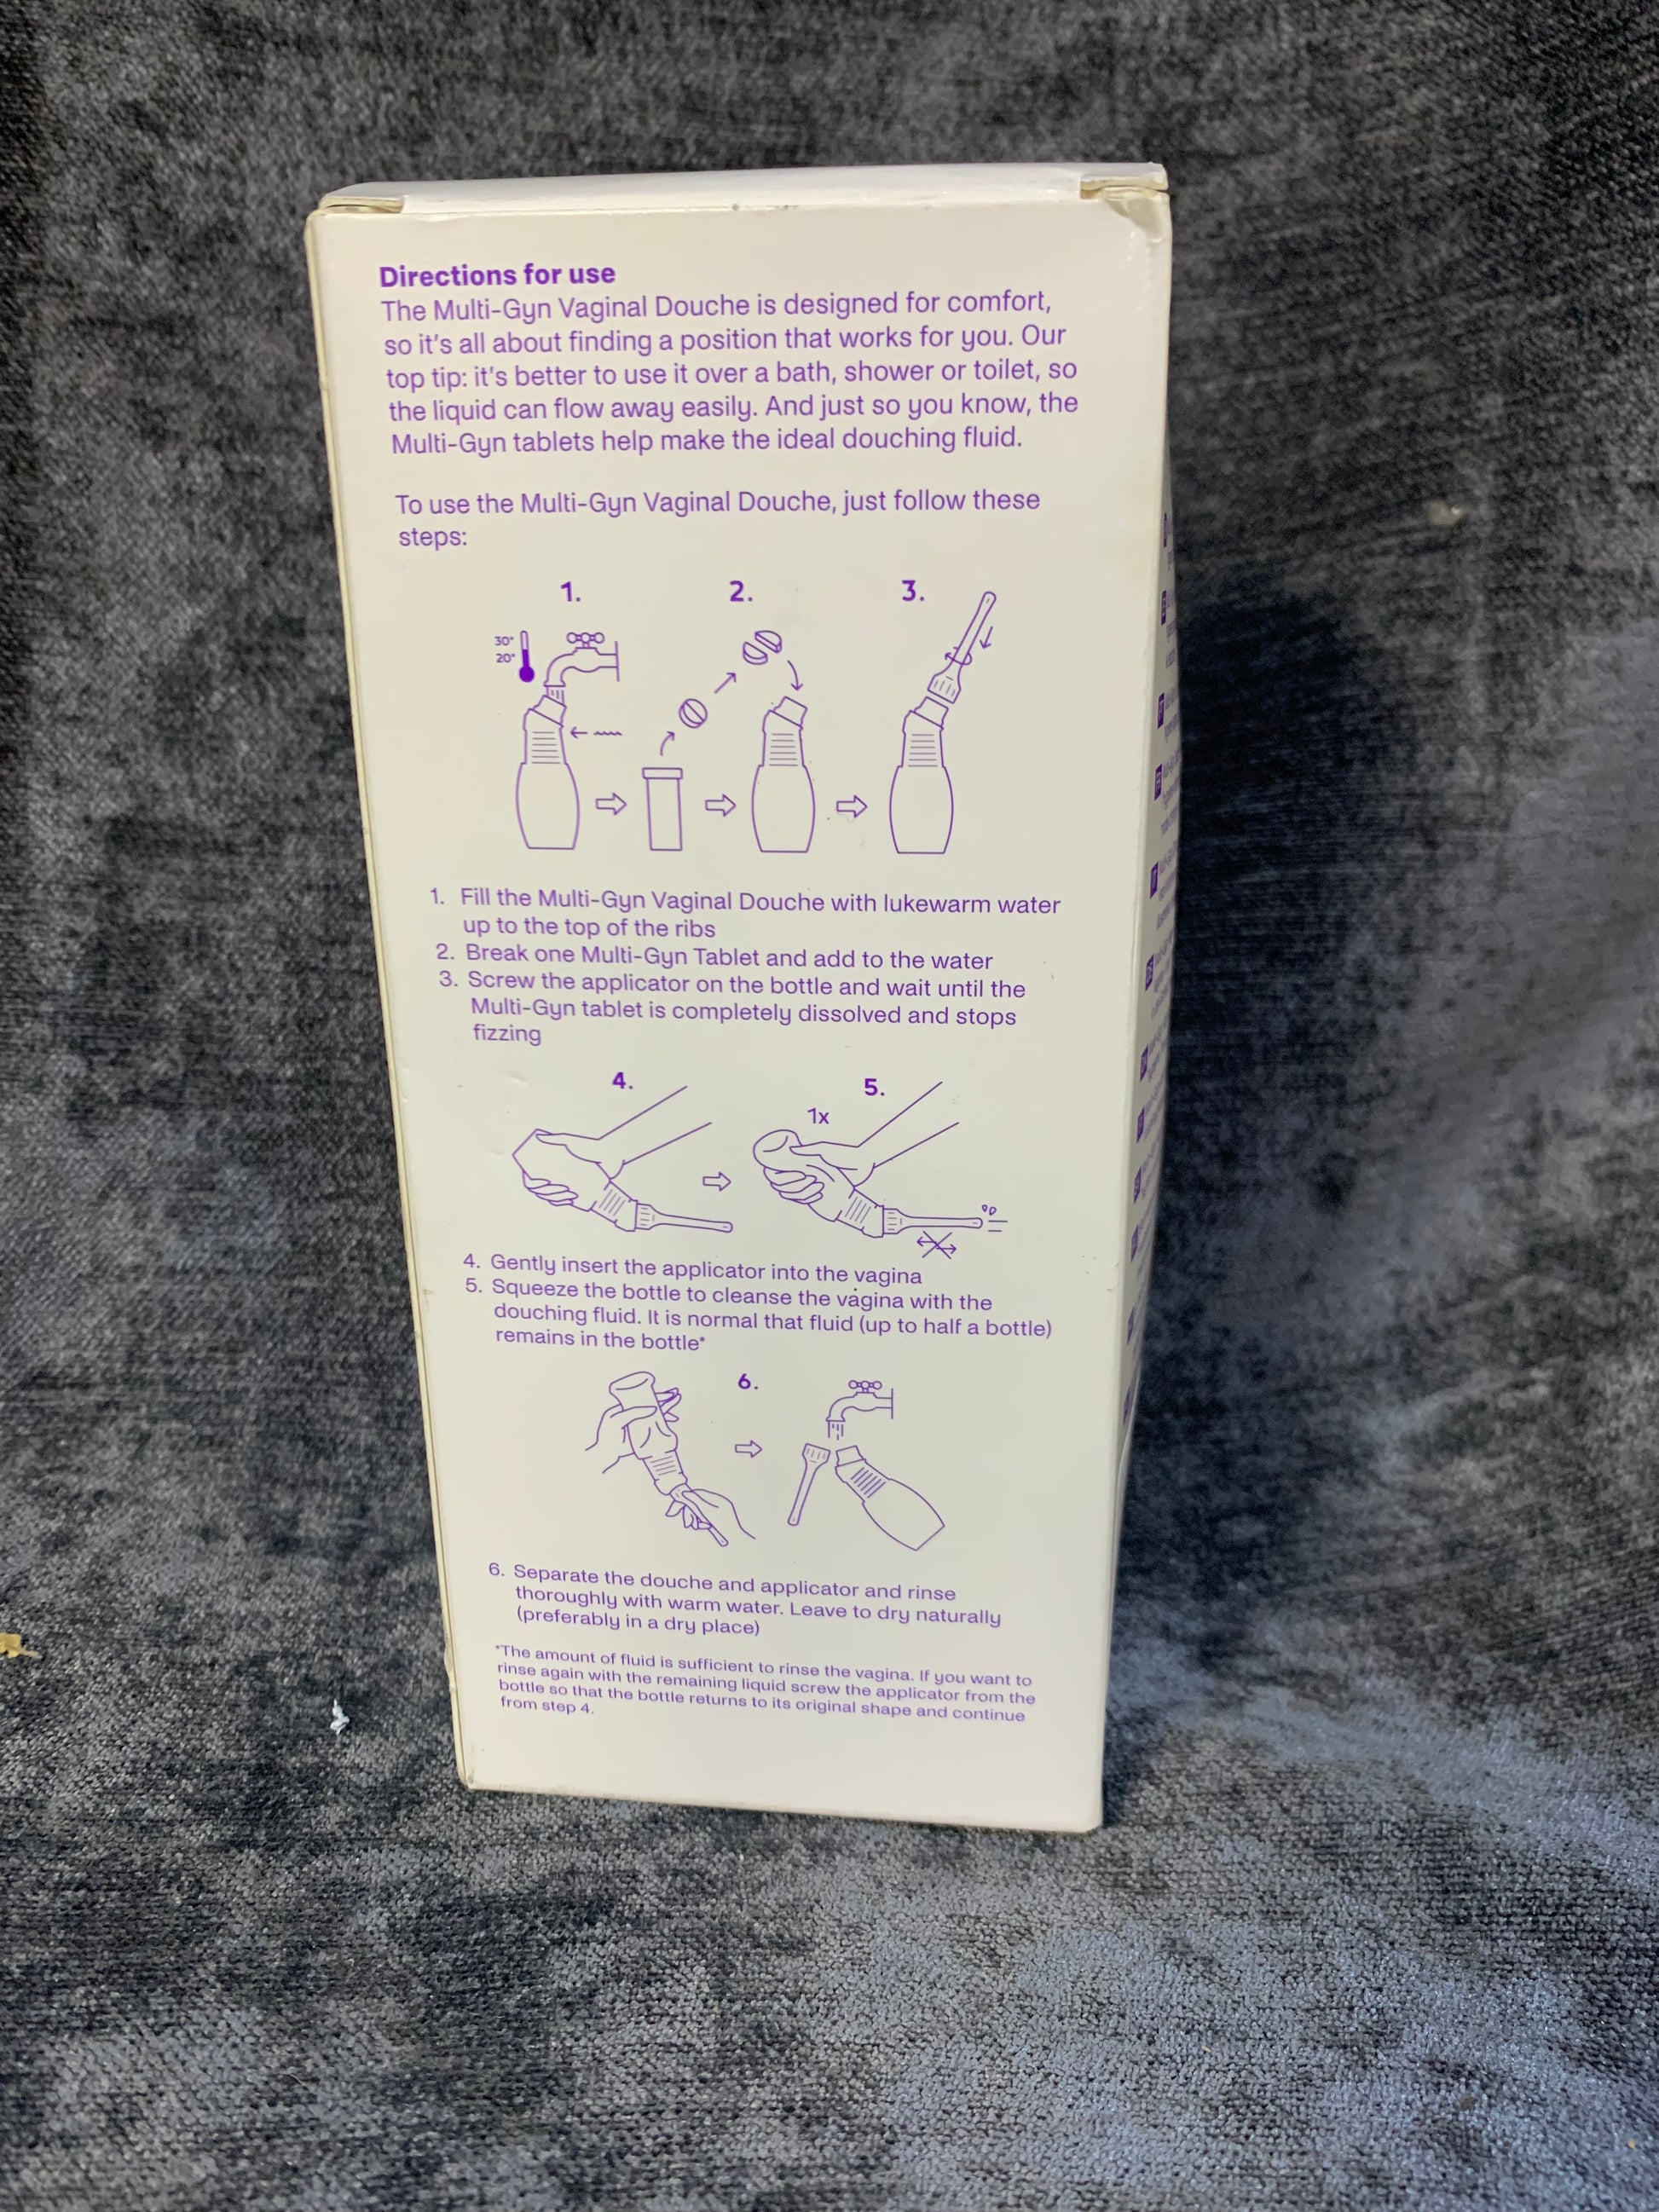 Directions for use
The Multi-Gyn Vaginal Douche is designed for comfort,
so it's all about finding a position that works for you. Our
top tip: it's better to use it over a bath, shower or toilet, so
the liquid can flow away easily. And just so you know, the
Multi-Gyn tablets help make the ideal douching fluid.
To use the Multi-Gyn Vaginal Douche, just follow these
steps:
1. 2. 3.
30°
20°
1. Fill the Multi-Gyn Vaginal Douche with lukewarm water
up to the top of the ribs
2. Break one Multi-Gyn Tablet and add to the water
3. Screw the applicator on the bottle and wait until the
Multi-Gyn tablet is completely dissolved and stops
fizzing
4. 5.
1x
4. Gently insert the applicator into the vagina
5. Squeeze the bottle to cleanse the vagina with the
douching fluid. It is normal that fluid (up to half a bottle)
remains in the bottle*
6.
6. Separate the douche and applicator and rinse
thoroughly with warm water. Leave to dry naturally
(preferably in a dry place)
*The amount of fluid is sufficient to rinse the vagina. If you want to
rinse again with the remaining liquid screw the applicator from the
bottle so that the bottle returns to its original shape and continue
from step 4.